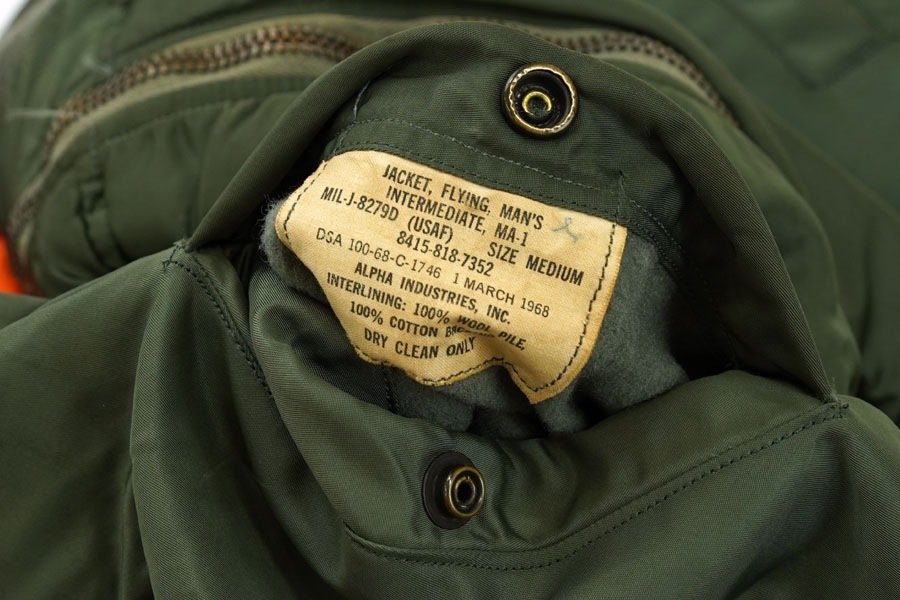 JACKET, FLYING, MAN'S
INTERMEDIATE, MA-1
MIL-J-8279D (USAF)
8415-818-7352 SIZE MEDIUM
DSA 100-68-C-1746 1 MARCH 1968
ALPHA INDUSTRIES, INC.
INTERLINING: 100% WOOL PILE,
100% COTTON
DRY CLEAN ONLY